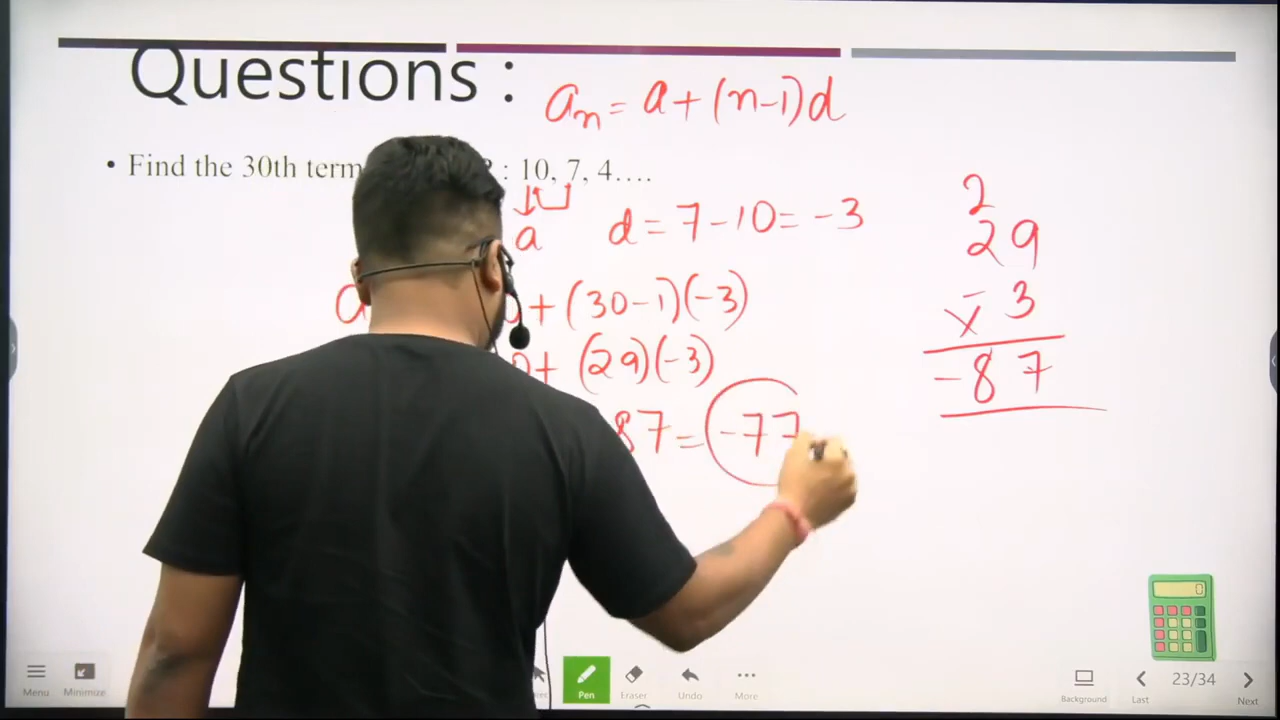 Questions :
aₙ = a + (n-1)d
• Find the 30th term : 10, 7, 4....
a d = 7-10 = -3
+ (30-1)(-3)
+ (29)(-3)
87 = -77
2
29
× -3
-87
Menu
Minimize
Pen
Eraser
Undo
More
Background
Last
23/34
Next
0